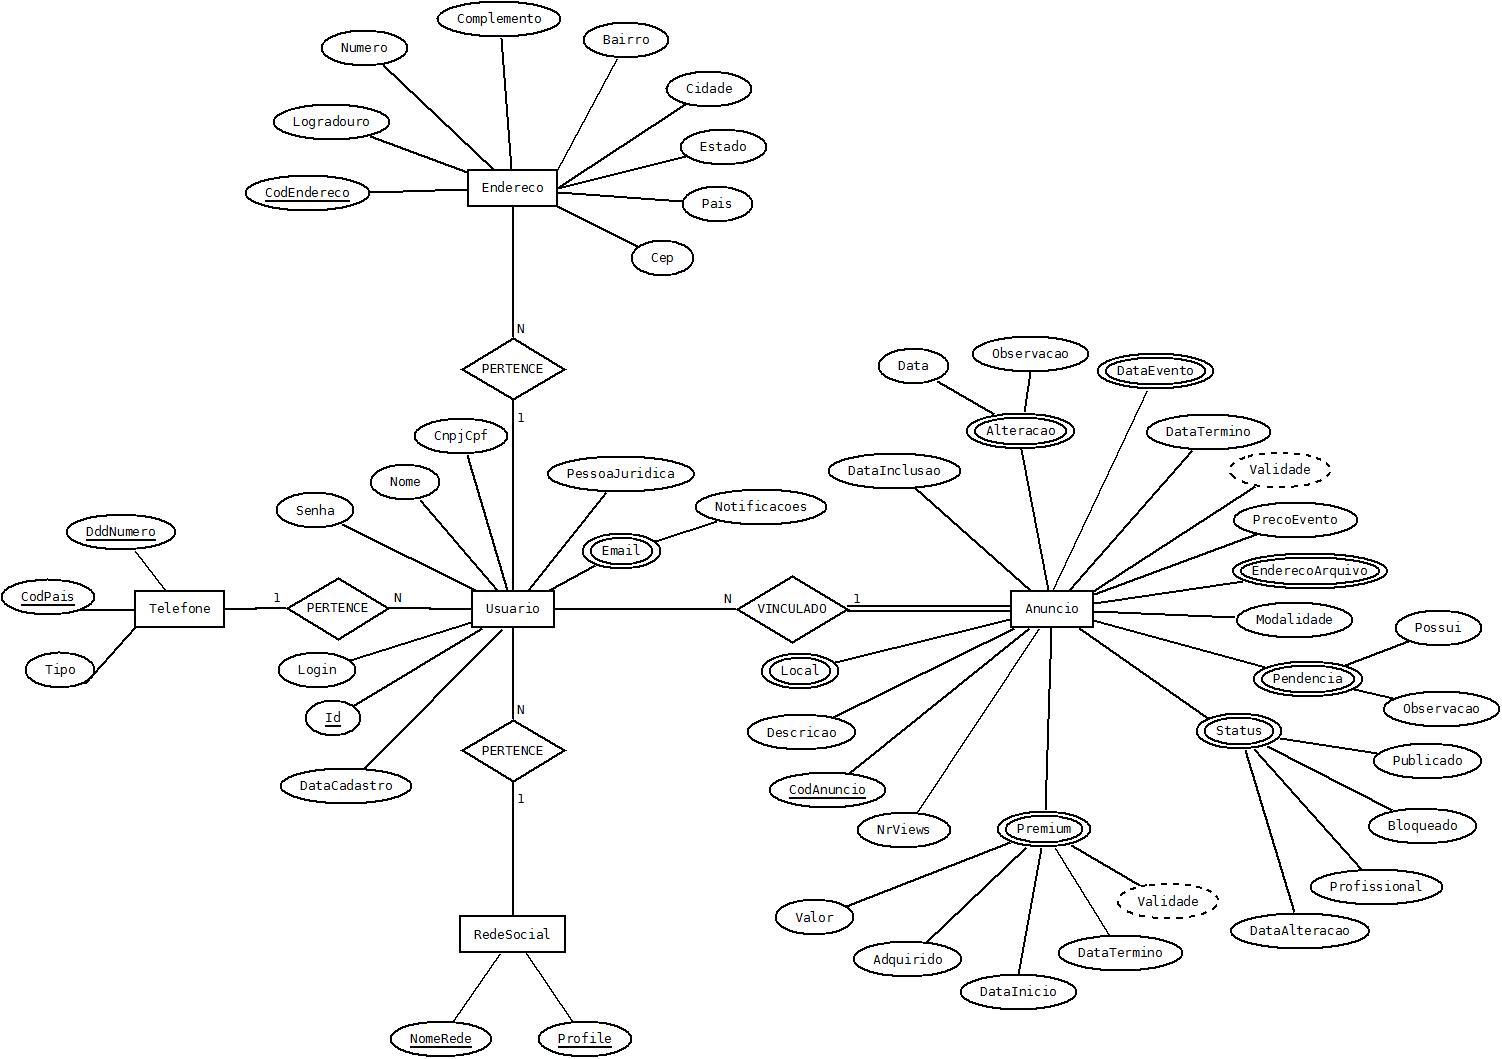 Complemento
Numero
Bairro
Cidade
Logradouro
Estado
Endereco
CodEndereco
Pais
Cep
N
PERTENCE
1
Data
Observacao
DataEvento
Alteracao
DataTermino
CnpjCpf
Validade
DataInclusao
Nome
PessoaJuridica
Senha
Notificacoes
PrecoEvento
DddNumero
Email
EnderecoArquivo
CodPais
Telefone
1
PERTENCE
N
Usuario
N
VINCULADO
1
Anuncio
Modalidade
Possui
Tipo
Login
Local
Pendencia
Id
Observacao
N
Descricao
Status
PERTENCE
Publicado
DataCadastro
CodAnuncio
1
NrViews
Premium
Bloqueado
Profissional
Validade
Valor
DataAlteracao
RedeSocial
Adquirido
DataTermino
DataInicio
NomeRede
Profile